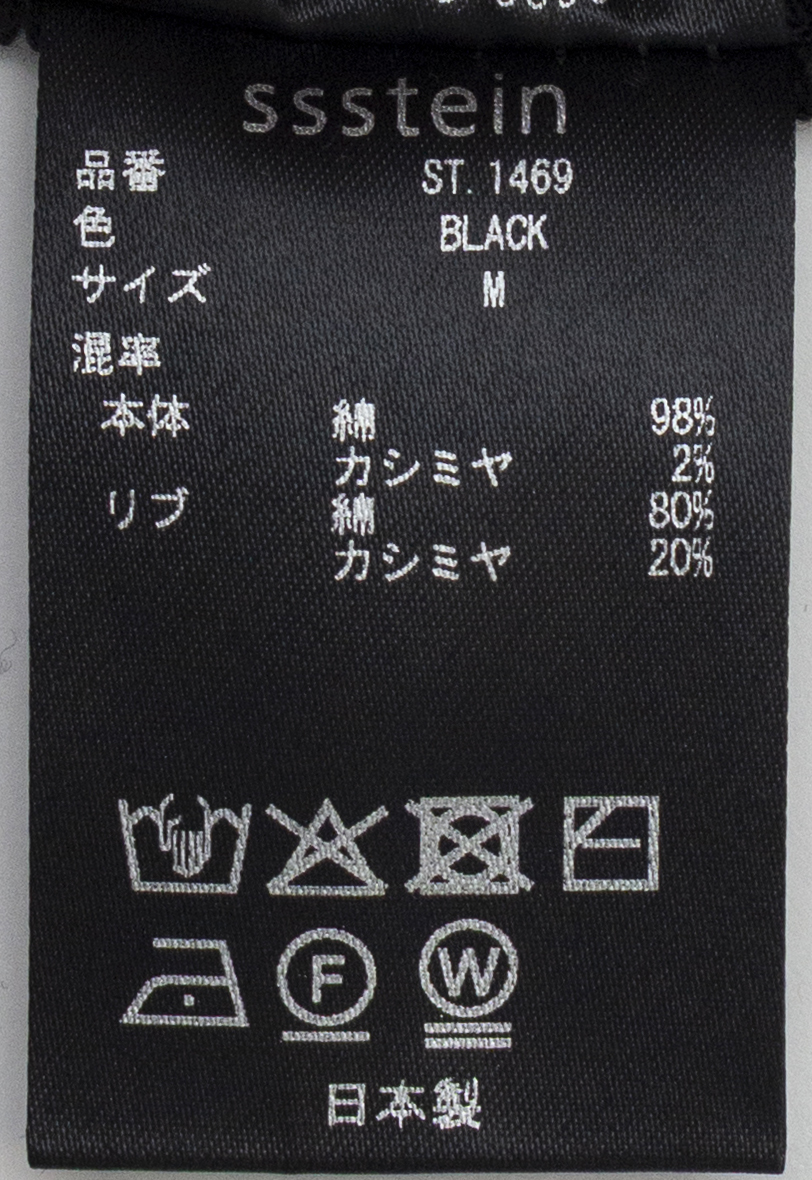 ssstein
品番 ST. 1469
色 BLACK
サイズ M
混率
本体 綿 98%
カシミヤ 2%
リブ 綿 80%
カシミヤ 20%
F W
日本製